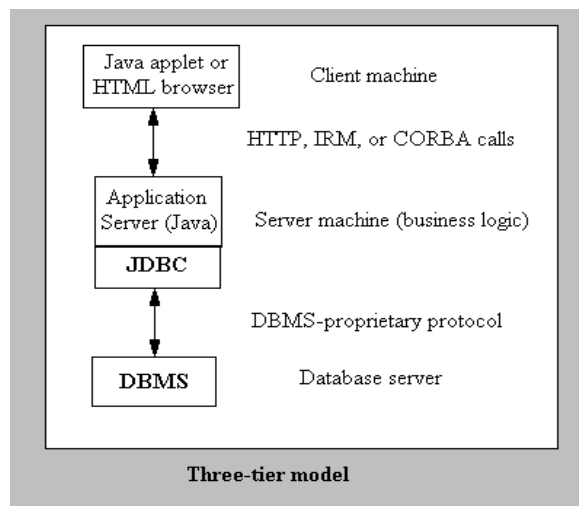 Java applet or
HTML browser
Client machine
HTTP, IRM, or CORBA calls
Application
Server (Java)
Server machine (business logic)
JDBC
DBMS-proprietary protocol
DBMS
Database server
Three-tier model